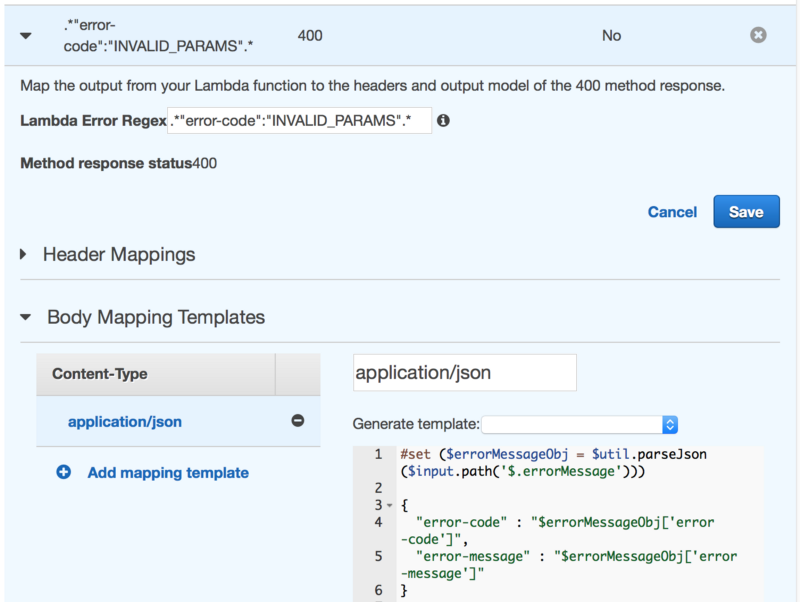 .*"error-
code":"INVALID_PARAMS".*
400
No
Map the output from your Lambda function to the headers and output model of the 400 method response.
Lambda Error Regex .*"error-code":"INVALID_PARAMS".*
Method response status400
Cancel
Save
Header Mappings
Body Mapping Templates
Content-Type
application/json
application/json
Add mapping template
Generate template:
1 #set ($errorMessageObj = $util.parseJson
($input.path('$.errorMessage')))
2
3 {
4 "error-code" : "$errorMessageObj['error
-code']",
5 "error-message" : "$errorMessageObj['error
-message']"
6 }